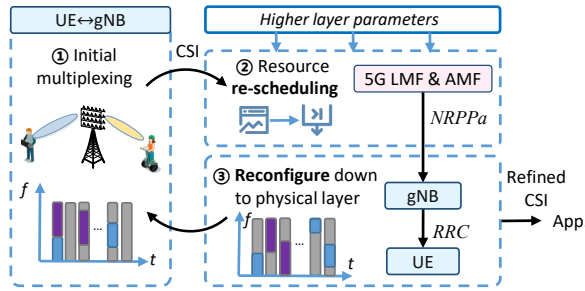 UE↔gNB
① Initial
multiplexing
f
...
t
CSI
Higher layer parameters
② Resource
re-scheduling
5G LMF & AMF
NRPPa
③ Reconfigure down
to physical layer
f
...
t
gNB
RRC
UE
Refined
CSI
App